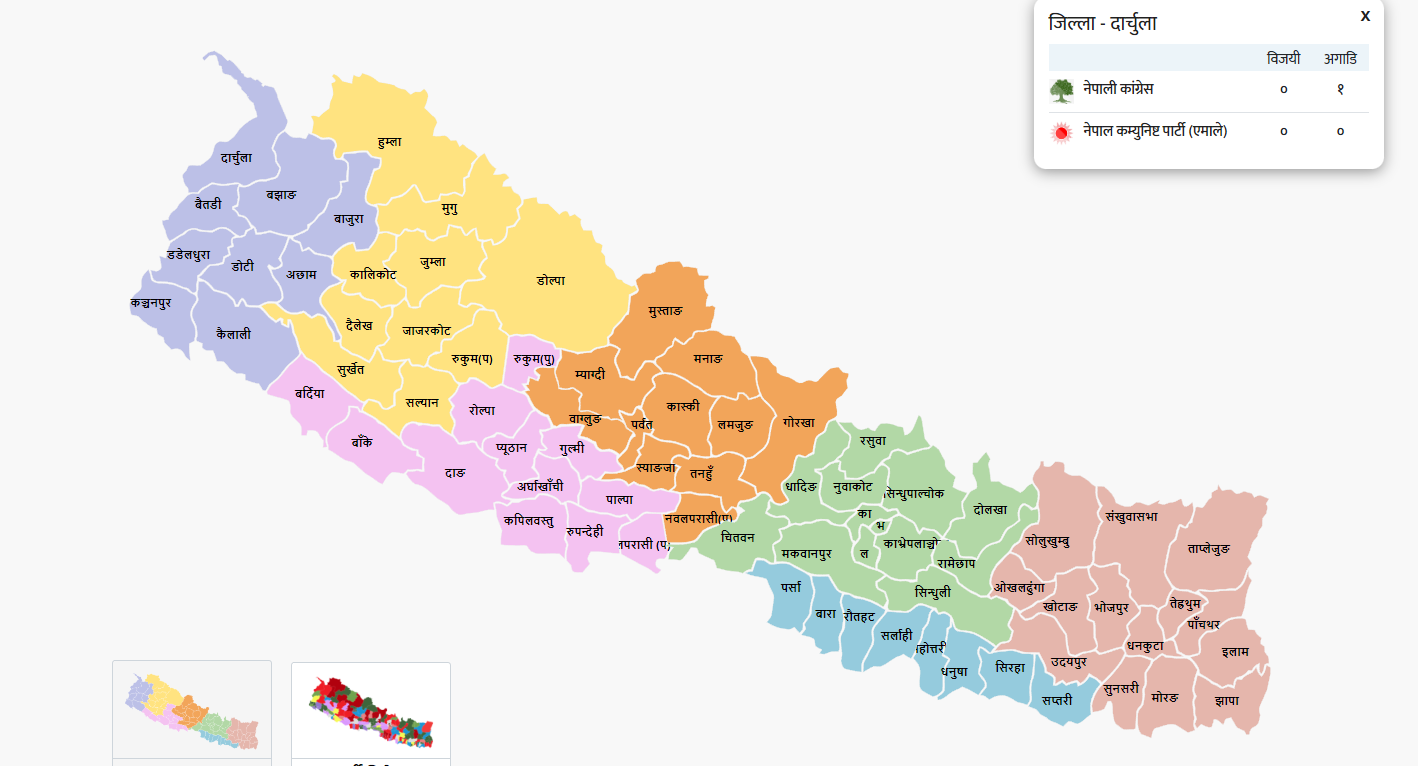 जिल्ला - दार्चुला
X
विजयी अगाडि
नेपाली कांग्रेस ० १
नेपाल कम्युनिष्ट पार्टी (एमाले) ० ०
हुम्ला
दार्चुला
बझाङ
बैतडी
मुगु
बाजुरा
डडेलधुरा
डोटी
अछाम
कालिकोट
जुम्ला
डोल्पा
कञ्चनपुर
कैलाली
दैलेख
जाजरकोट
मुस्ताङ
रुकुम(प)
रुकुम(पु)
मनाङ
सुर्खेत
म्याग्दी
बर्दिया
सल्यान
रोल्पा
कास्की
वाग्लुङ
पर्वत
लमजुङ
गोरखा
बाँके
प्यूठान
गुल्मी
रसुवा
दाङ
स्याङजा
तनहुँ
अर्घाखाँची
पाल्पा
धादिङ
नुवाकोट
सिन्धुपाल्चोक
दोलखा
कपिलवस्तु
रुपन्देही
लपरासी (प)
नवलपरासी(ए)
चितवन
का
भ
ल
काभ्रेपलाञ्चो
रामेछाप
मकवानपुर
संखुवासभा
सोलुखुम्बु
ताप्लेजुङ
पर्सा
बारा
रौतहट
सिन्धुली
ओखलढुंगा
खोटाङ
भोजपुर
तेह्रथुम
पाँचथर
सर्लाही
महोत्तरी
धनुषा
सिरहा
उदयपुर
धनकुटा
इलाम
सप्तरी
सुनसरी
मोरङ
झापा